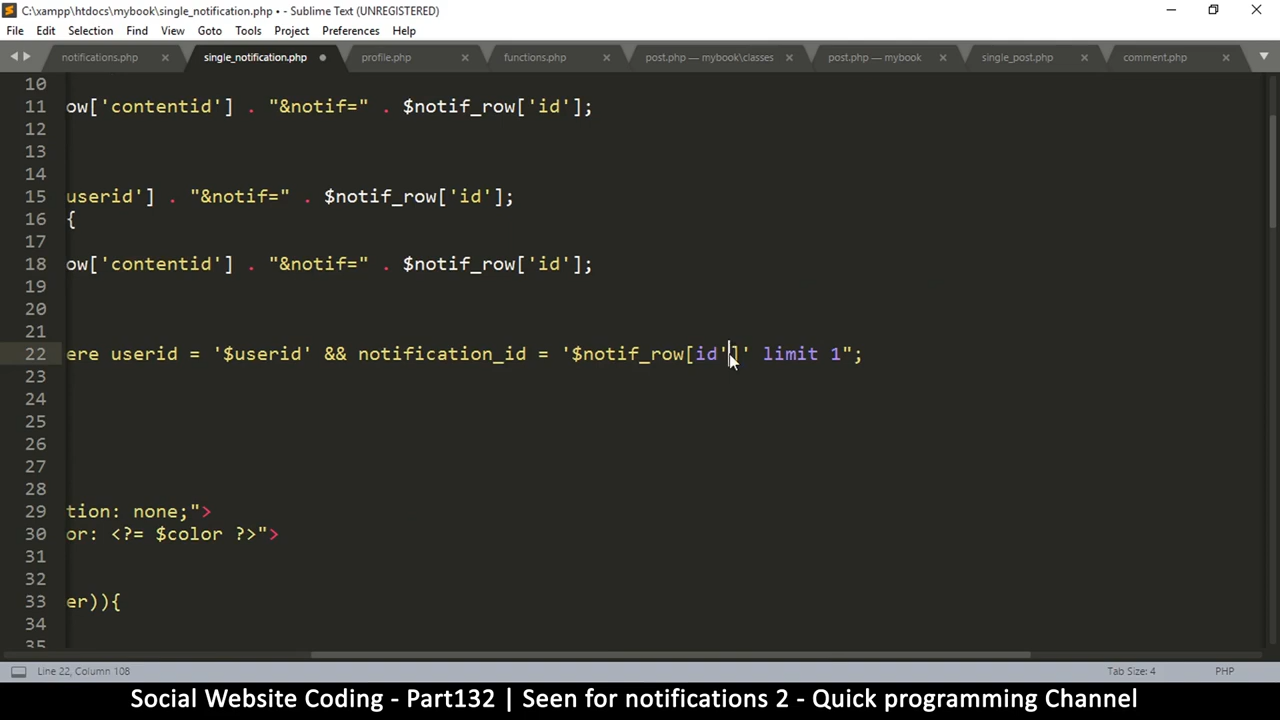 C:\xampp\htdocs\mybook\single_notification.php • - Sublime Text (UNREGISTERED)
File Edit Selection Find View Goto Tools Project Preferences Help
notifications.php single_notification.php profile.php functions.php post.php — mybook\classes post.php — mybook single_post.php comment.php
10
11 ow['contentid'] . "&notif=" . $notif_row['id'];
12
13
14
15 userid'] . "&notif=" . $notif_row['id'];
16 {
17
18 ow['contentid'] . "&notif=" . $notif_row['id'];
19
20
21
22 ere userid = '$userid' && notification_id = '$notif_row[id']' limit 1";
23
24
25
26
27
28
29 tion: none;">
30 or: <?= $color ?>">
31
32
33 er)){
34
35
Line 22, Column 108 Tab Size: 4 PHP
Social Website Coding - Part132 | Seen for notifications 2 - Quick programming Channel